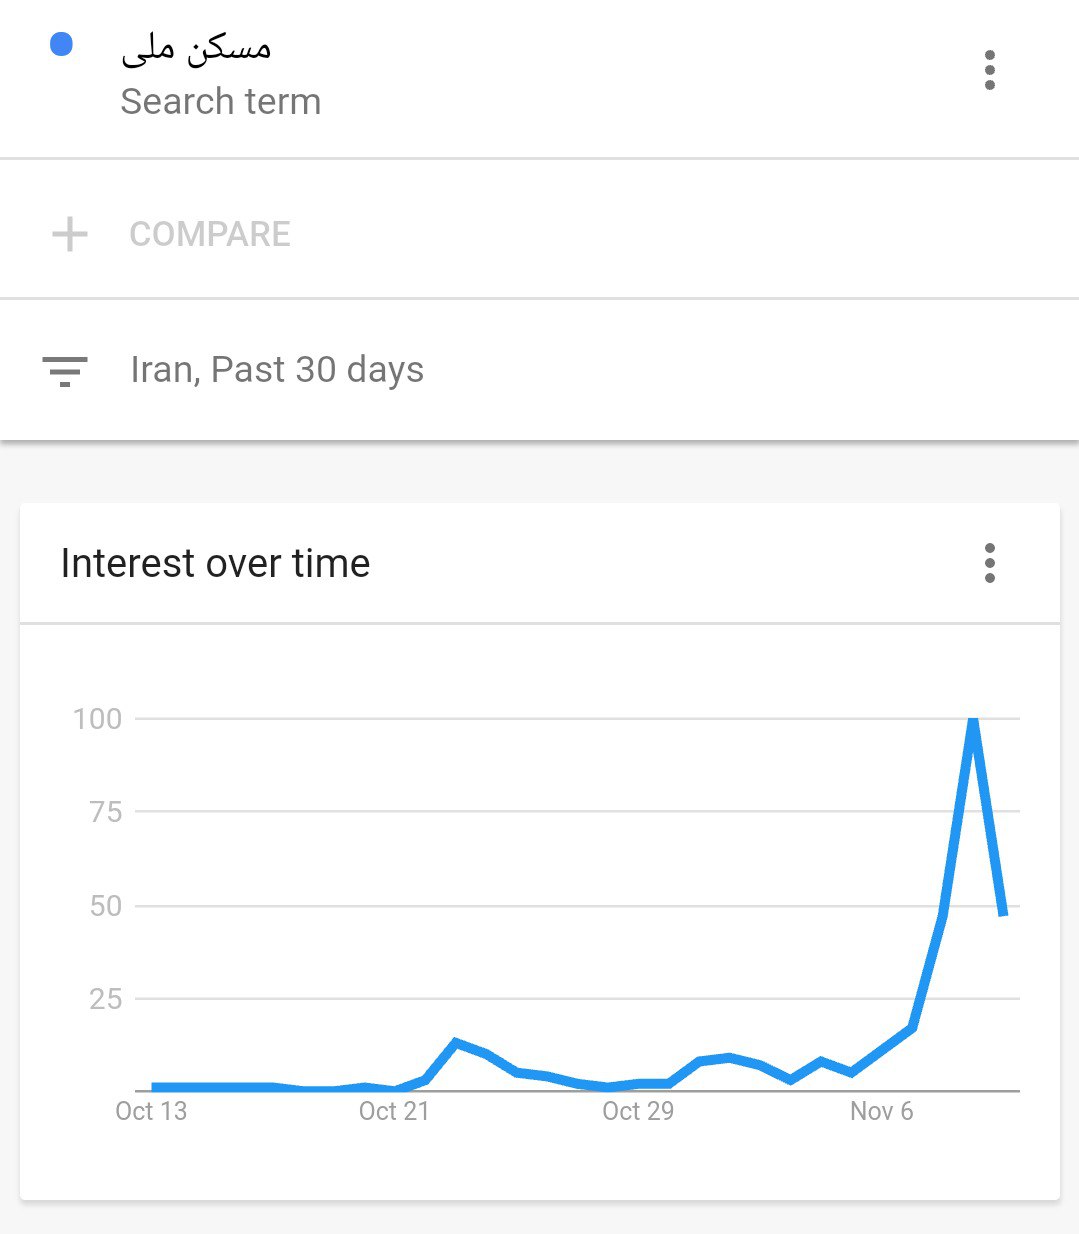 مسکن ملی
Search term
COMPARE
Iran, Past 30 days
Interest over time
100
75
50
25
Oct 13 Oct 21 Oct 29 Nov 6